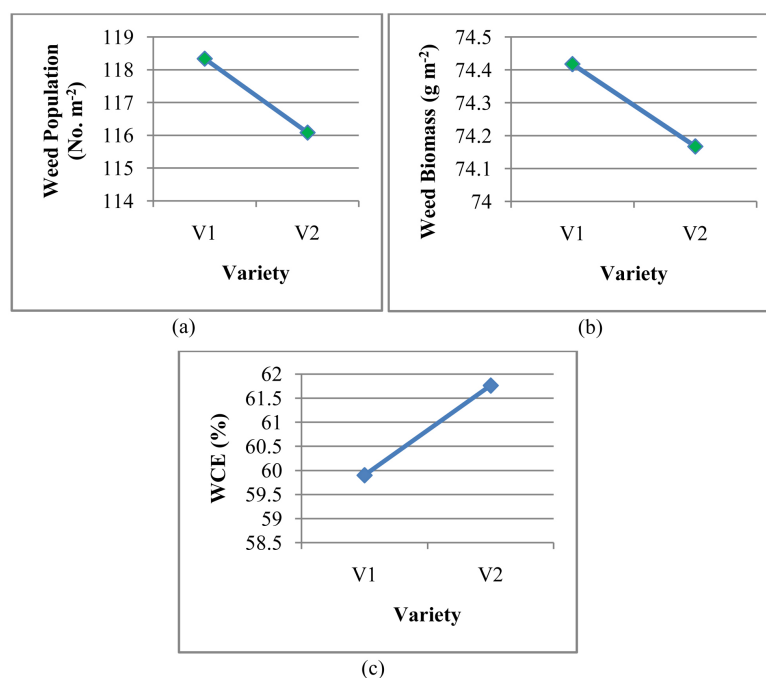 Weed Population
(No. m-2)
119
118
117
116
115
114
V1
V2
Variety
(a)
Weed Biomass (g m-2)
74.5
74.4
74.3
74.2
74.1
74
V1
V2
Variety
(b)
WCE (%)
62
61.5
61
60.5
60
59.5
59
58.5
V1
V2
Variety
(c)